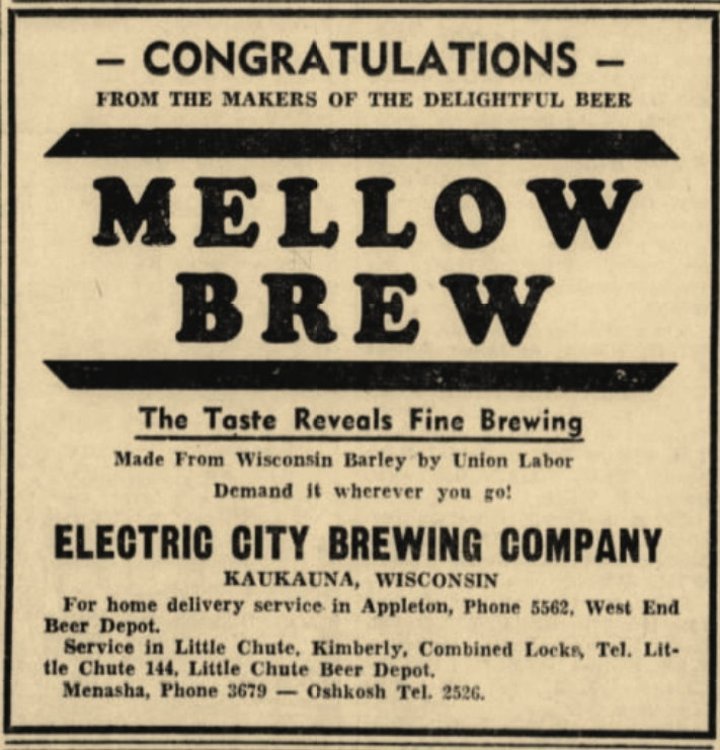 – CONGRATULATIONS –
FROM THE MAKERS OF THE DELIGHTFUL BEER
MELLOW
BREW
The Taste Reveals Fine Brewing
Made From Wisconsin Barley by Union Labor
Demand it wherever you go!
ELECTRIC CITY BREWING COMPANY
KAUKAUNA, WISCONSIN
For home delivery service in Appleton, Phone 5562, West End
Beer Depot.
Service in Little Chute, Kimberly, Combined Locks, Tel. Lit-
tle Chute 144, Little Chute Beer Depot.
Menasha, Phone 3679 — Oshkosh Tel. 2526.